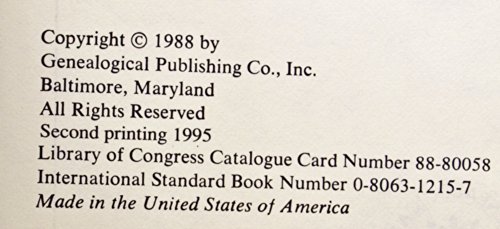 Copyright © 1988 by
Genealogical Publishing Co., Inc.
Baltimore, Maryland
All Rights Reserved
Second printing 1995
Library of Congress Catalogue Card Number 88-80058
International Standard Book Number 0-8063-1215-7
Made in the United States of America